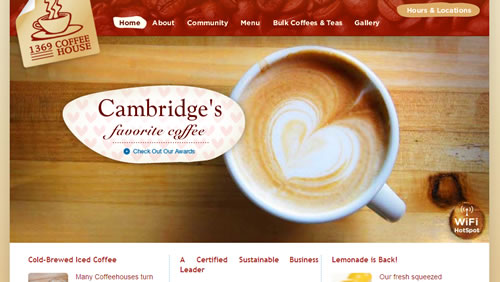 Hours & Locations
Home About Community Menu Bulk Coffees & Teas Gallery
1369 COFFEE
HOUSE
Cambridge's
favorite coffee
Check Out Our Awards
WiFi
HotSpot
Cold-Brewed Iced Coffee
Many Coffeehouses turn
A Certified Sustainable Business
Leader
Lemonade is Back!
Our fresh squeezed